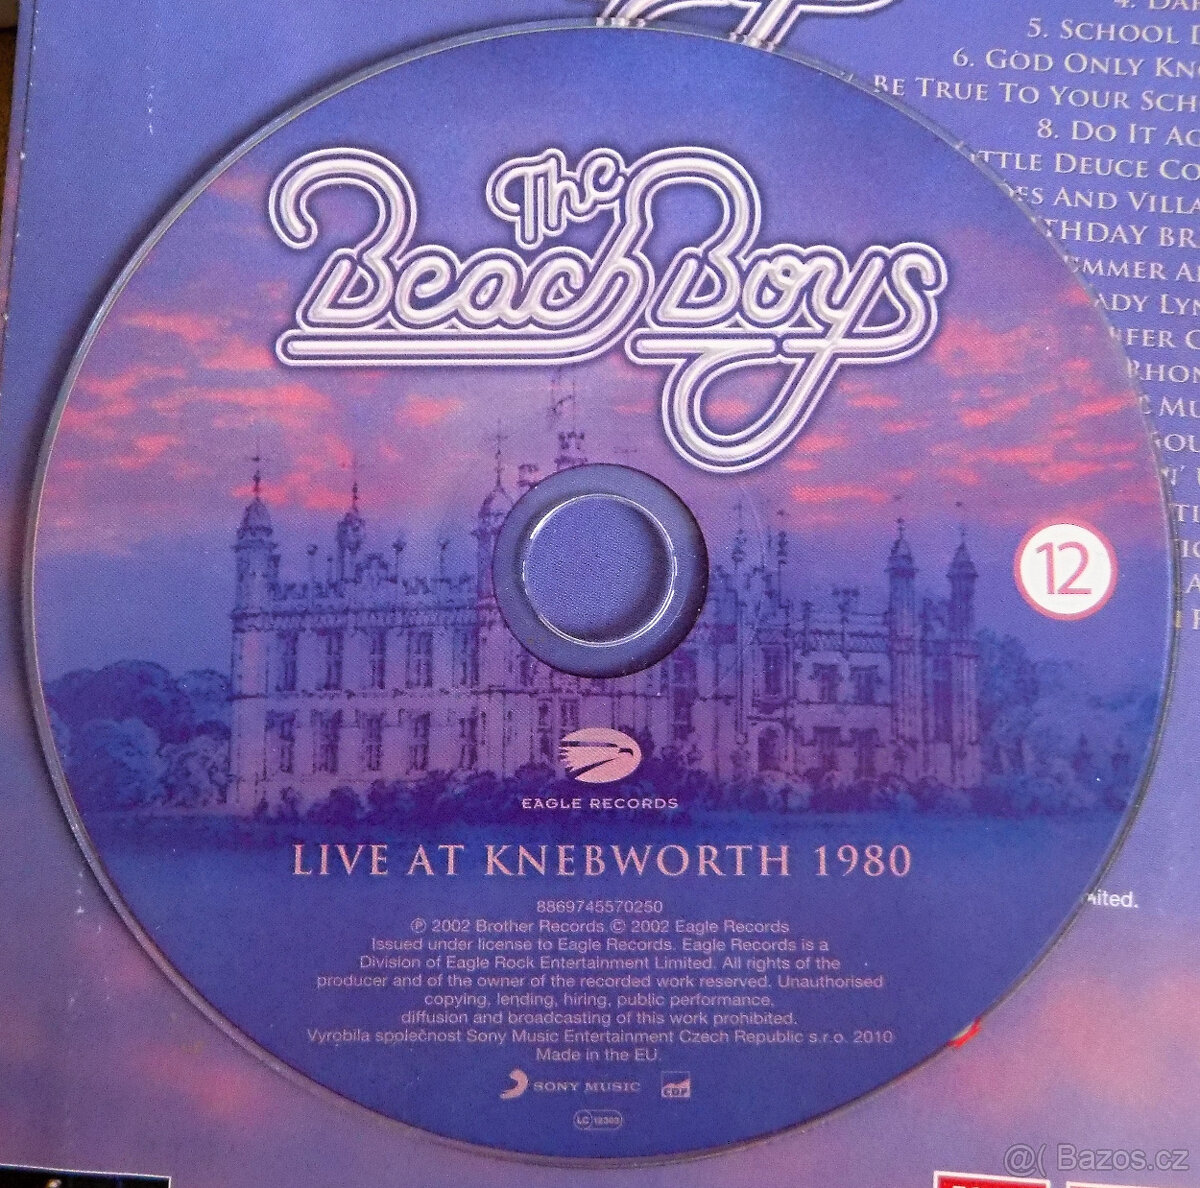 5. SCHOOL
6. GOD ONLY
BE TRUE TO YOUR
8. DO IT
DEUCE
AND
The
Beach Boys
12
EAGLE RECORDS
LIVE AT KNEBWORTH 1980
8869745570250
℗ 2002 Brother Records © 2002 Eagle Records
Issued under license to Eagle Records. Eagle Records is a
Division of Eagle Rock Entertainment Limited. All rights of the
producer and of the owner of the recorded work reserved. Unauthorised
copying, lending, hiring, public performance,
diffusion and broadcasting of this work prohibited.
Vyrobila společnost Sony Music Entertainment Czech Republic s.r.o. 2010
Made in the EU.
SONY MUSIC
LC 12303
@( Bazos.cz